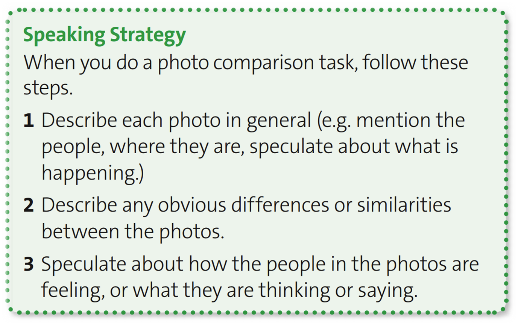 Speaking Strategy
When you do a photo comparison task, follow these
steps.
1 Describe each photo in general (e.g. mention the
people, where they are, speculate about what is
happening.)
2 Describe any obvious differences or similarities
between the photos.
3 Speculate about how the people in the photos are
feeling, or what they are thinking or saying.